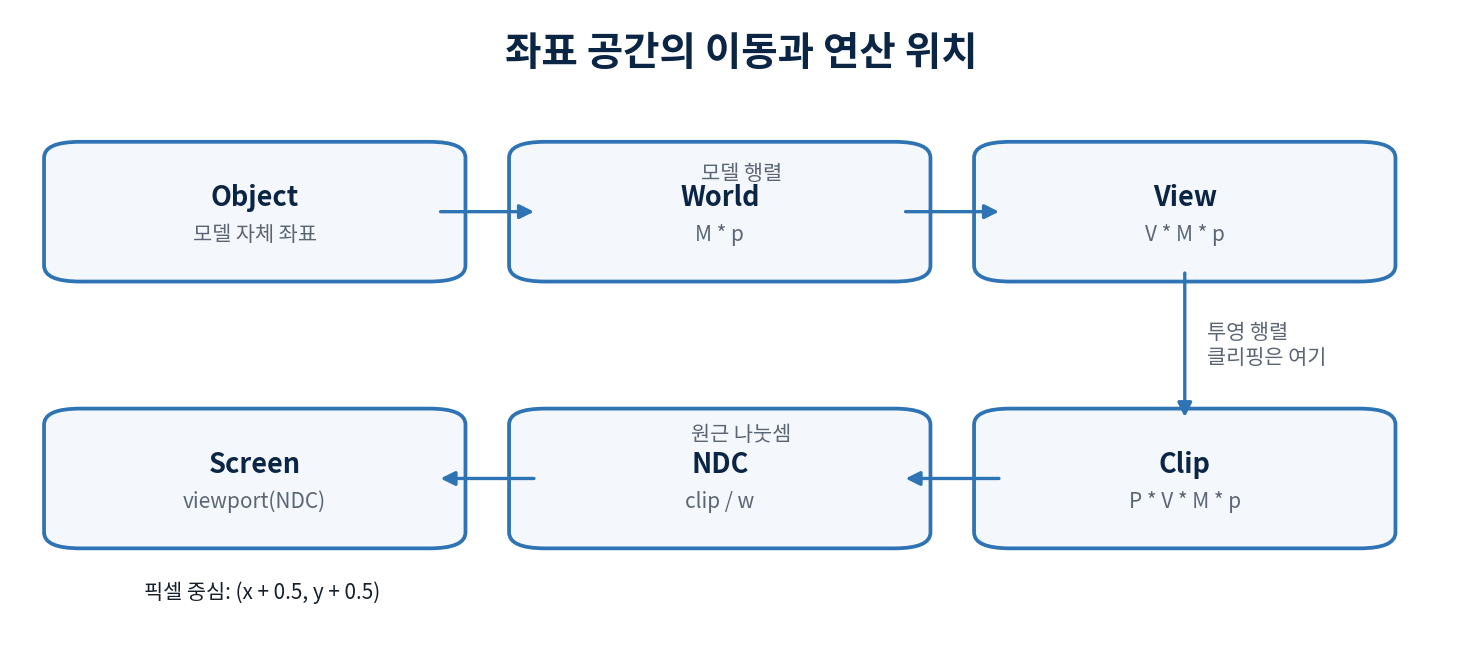 좌표 공간의 이동과 연산 위치
Object
모델 자체 좌표
모델 행렬
World
M * p
View
V * M * p
투영 행렬
클리핑은 여기
Screen
viewport(NDC)
원근 나눗셈
NDC
clip / w
Clip
P * V * M * p
픽셀 중심: (x + 0.5, y + 0.5)